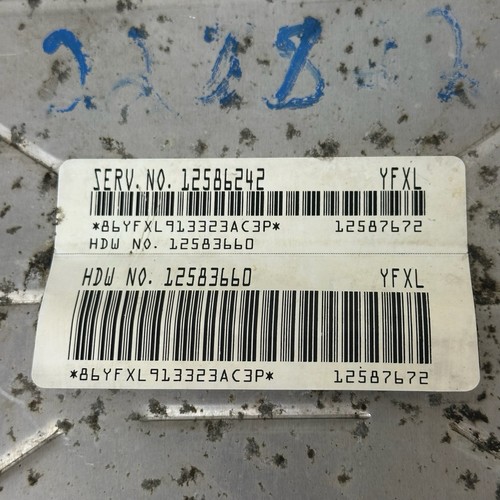 SERV. NO. 12586242 YFXL
*86YFXL913323AC3P* 12587672
HDW NO. 12583660
HDW NO. 12583660 YFXL
*86YFXL913323AC3P* 12587672